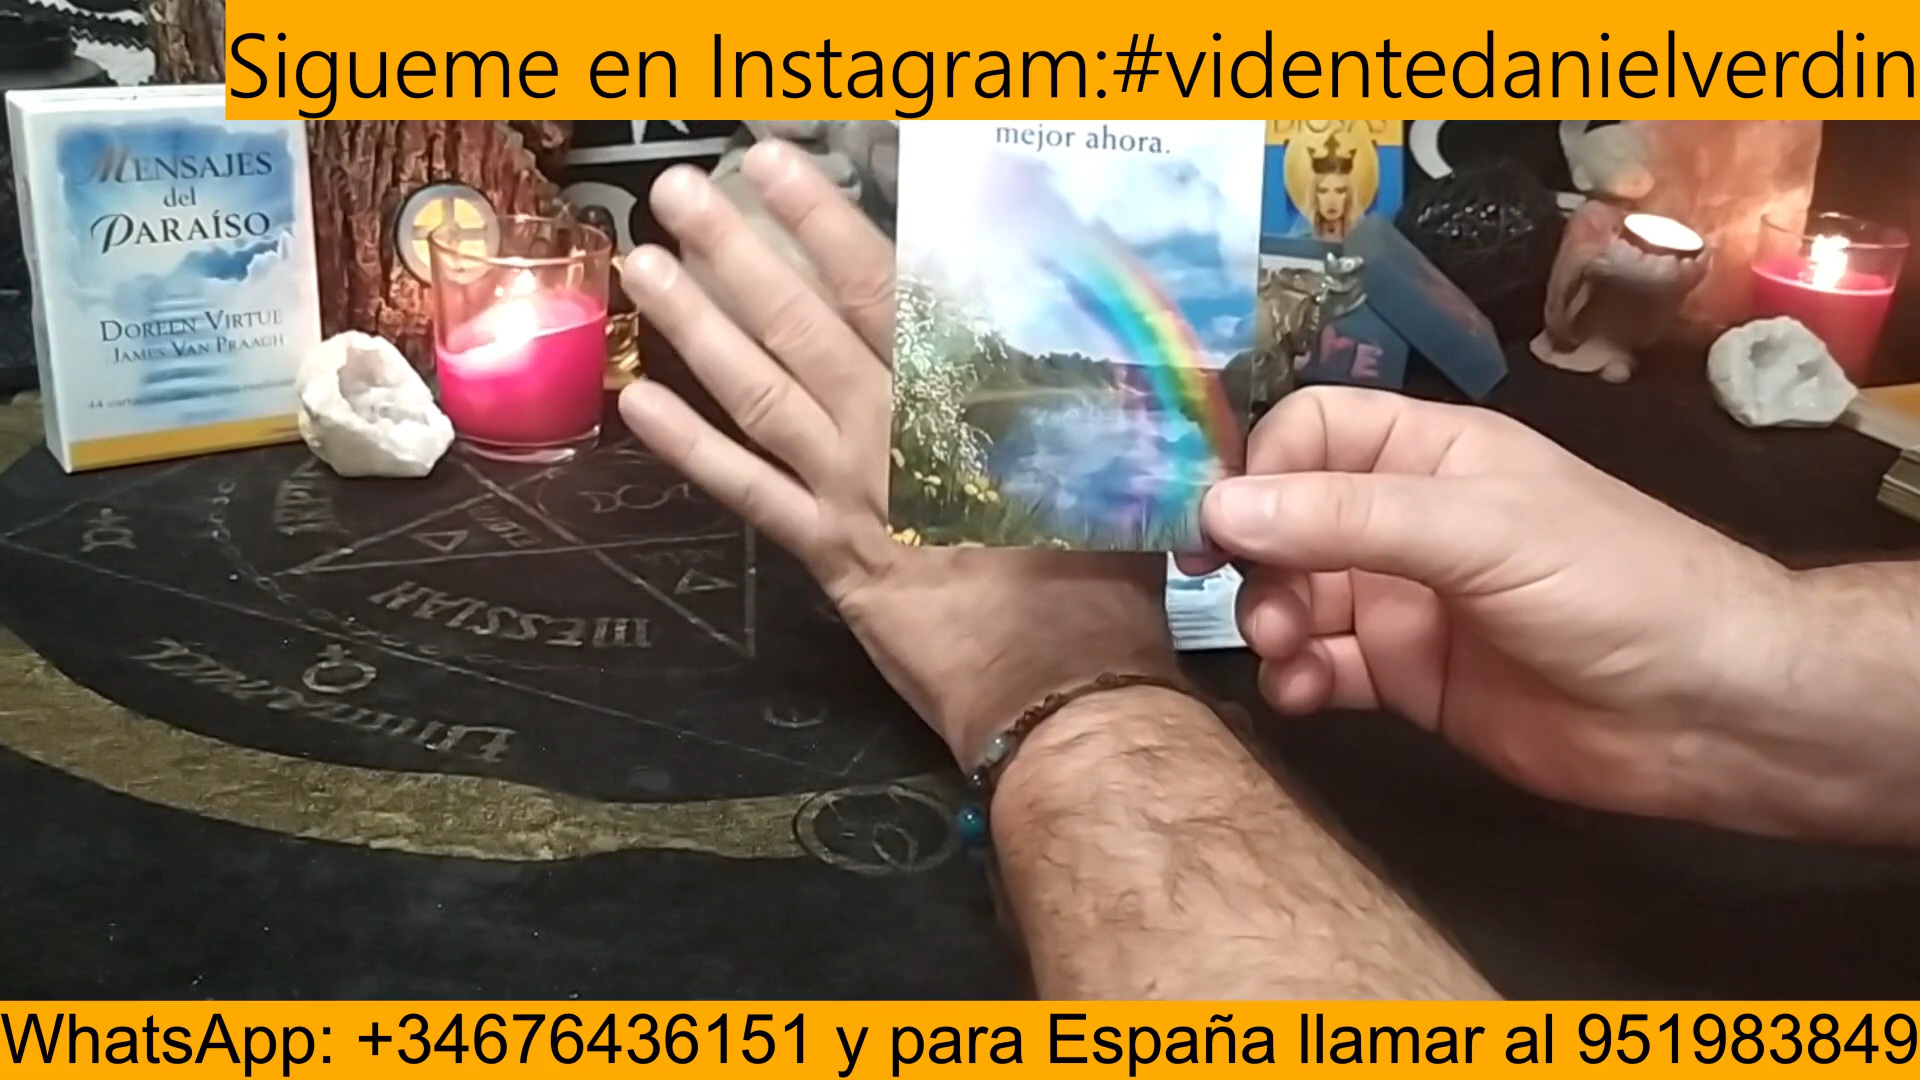 Sigueme en Instagram:#videntedanielverdin
mejor ahora.
DIOSAS
MENSAJES
del
PARAÍSO
DOREEN VIRTUE
JAMES VAN PRAAGH
MESSIAH
WhatsApp: +34676436151 y para España llamar al 951983849